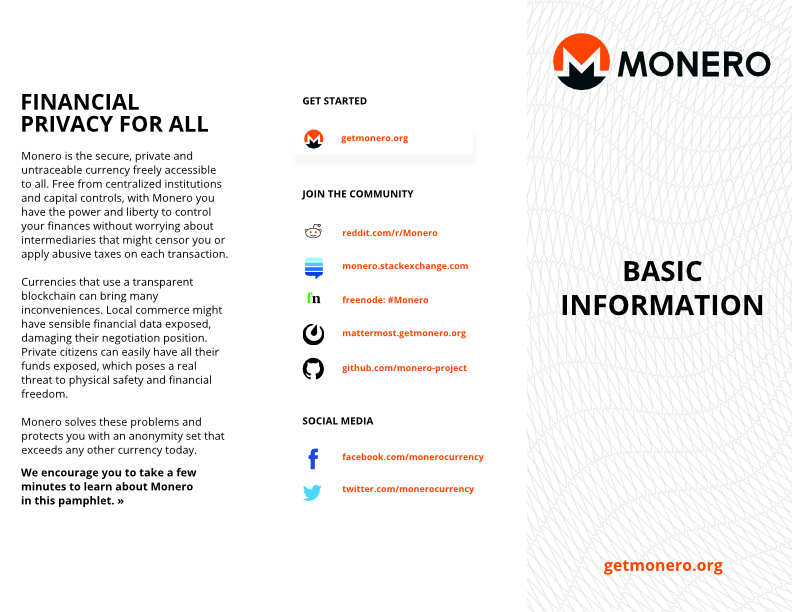 FINANCIAL
PRIVACY FOR ALL
Monero is the secure, private and
untraceable currency freely accessible
to all. Free from centralized institutions
and capital controls, with Monero you
have the power and liberty to control
your finances without worrying about
intermediaries that might censor you or
apply abusive taxes on each transaction.
Currencies that use a transparent
blockchain can bring many
inconveniences. Local commerce might
have sensible financial data exposed,
damaging their negotiation position.
Private citizens can easily have all their
funds exposed, which poses a real
threat to physical safety and financial
freedom.
Monero solves these problems and
protects you with an anonymity set that
exceeds any other currency today.
We encourage you to take a few
minutes to learn about Monero
in this pamphlet. »
GET STARTED
getmonero.org
JOIN THE COMMUNITY
reddit.com/r/Monero
monero.stackexchange.com
fn freenode: #Monero
mattermost.getmonero.org
github.com/monero-project
SOCIAL MEDIA
facebook.com/monerocurrency
twitter.com/monerocurrency
MONERO
BASIC
INFORMATION
getmonero.org